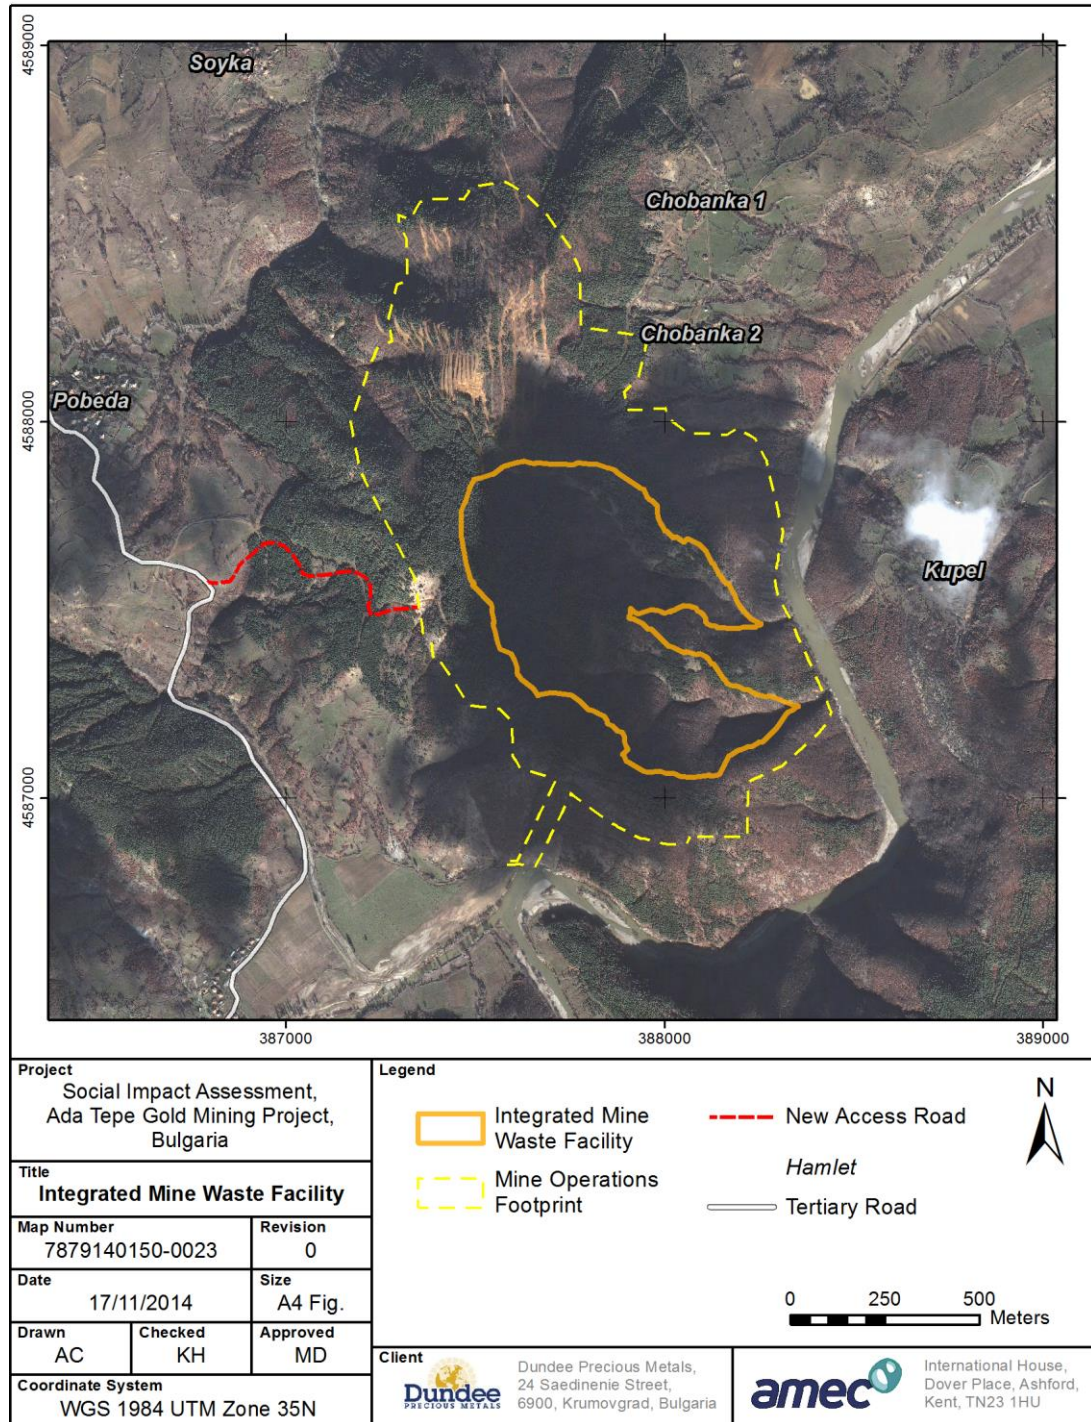 4589000
Soyka
Chobanka 1
Chobanka 2
Pobeda
4588000
Kupel
4587000
387000
388000
389000
Project
Social Impact Assessment,
Ada Tepe Gold Mining Project,
Bulgaria
Title
Integrated Mine Waste Facility
Map Number
7879140150-0023
Revision
0
Date
17/11/2014
Size
A4 Fig.
Drawn
AC
Checked
KH
Approved
MD
Coordinate System
WGS 1984 UTM Zone 35N
Legend
Integrated Mine
Waste Facility
Mine Operations
Footprint
New Access Road
Hamlet
Tertiary Road
N
0 250 500
Meters
Client
Dundee
PRECIOUS METALS
Dundee Precious Metals,
24 Saedinenie Street,
6900, Krumovgrad, Bulgaria
amec
International House,
Dover Place, Ashford,
Kent, TN23 1HU